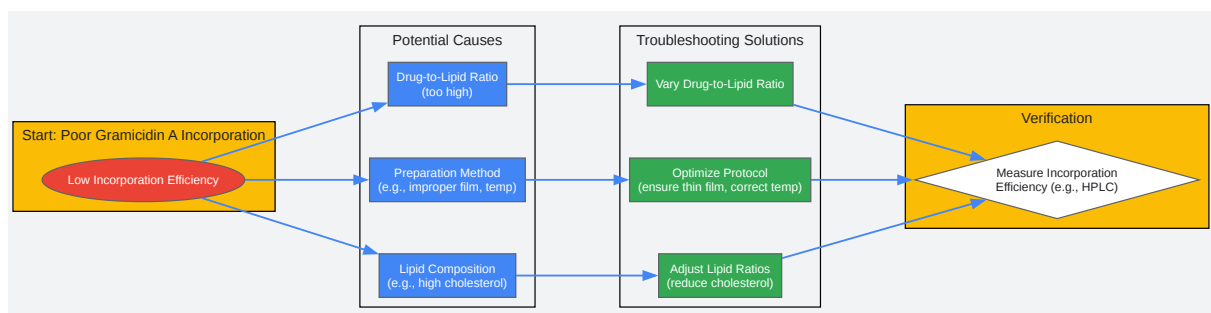 Start: Poor Gramicidin A Incorporation
Low Incorporation Efficiency
Potential Causes
Drug-to-Lipid Ratio
(too high)
Preparation Method
(e.g., improper film, temp)
Lipid Composition
(e.g., high cholesterol)
Troubleshooting Solutions
Vary Drug-to-Lipid Ratio
Optimize Protocol
(ensure thin film, correct temp)
Adjust Lipid Ratios
(reduce cholesterol)
Verification
Measure Incorporation
Efficiency (e.g., HPLC)